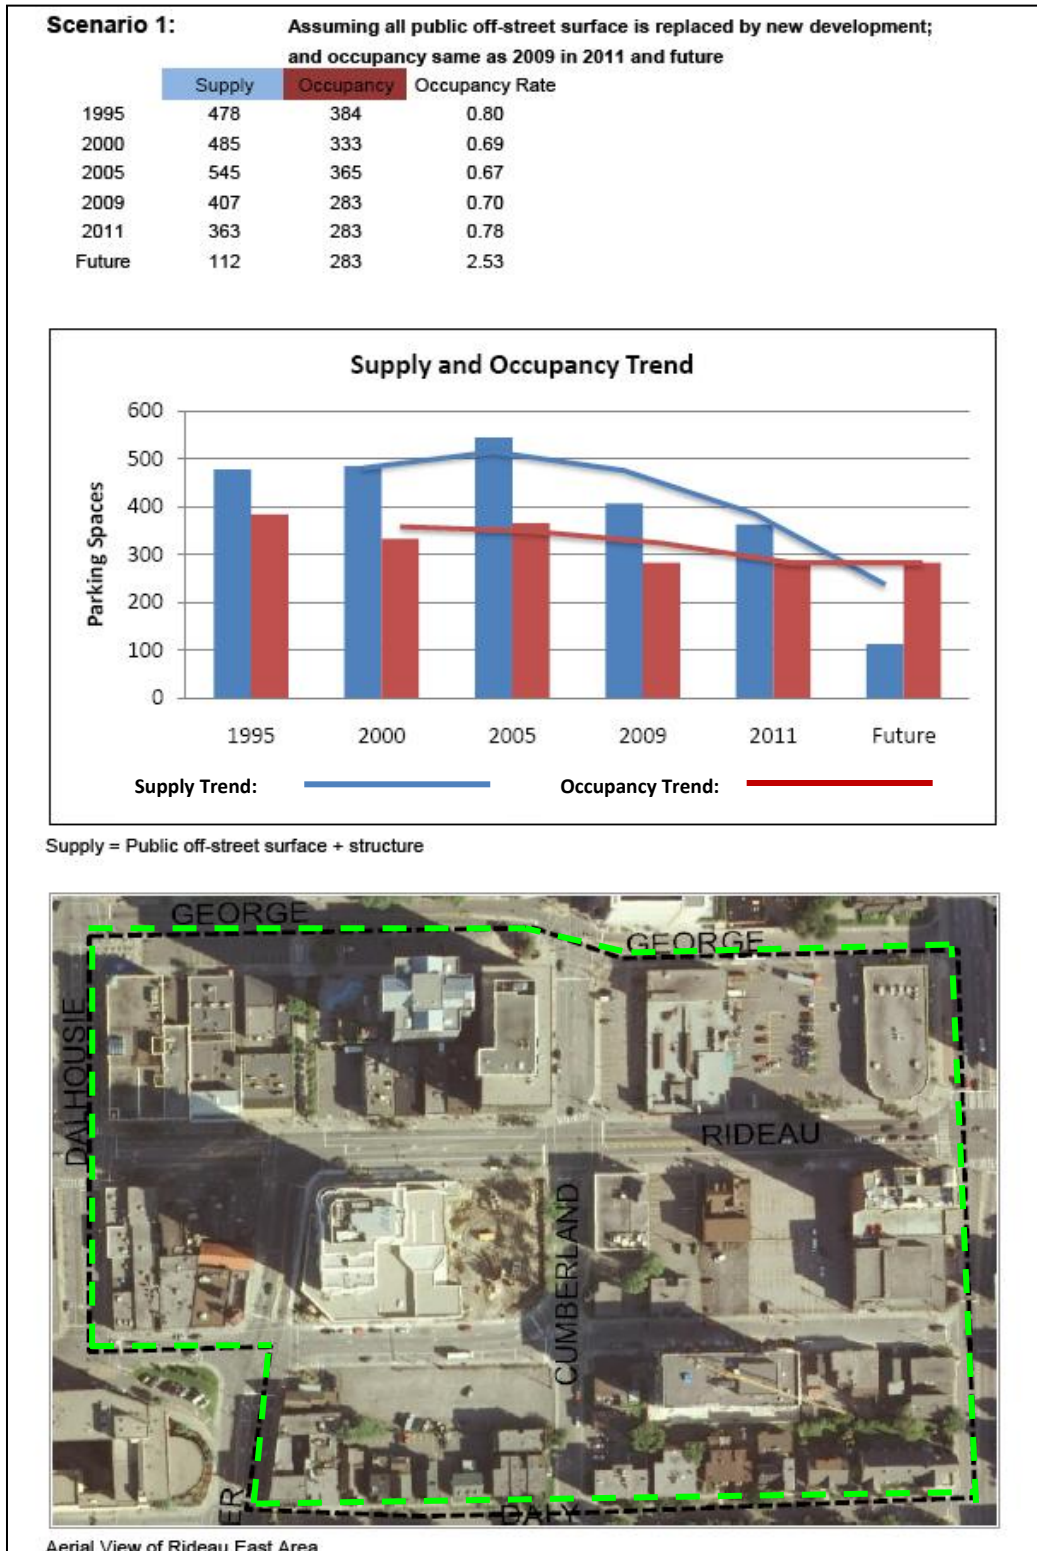 Scenario 1: Assuming all public off-street surface is replaced by new development;
and occupancy same as 2009 in 2011 and future
Supply Occupancy Occupancy Rate
1995 478 384 0.80
2000 485 333 0.69
2005 545 365 0.67
2009 407 283 0.70
2011 363 283 0.78
Future 112 283 2.53
Supply and Occupancy Trend
Parking Spaces
600
500
400
300
200
100
0
1995 2000 2005 2009 2011 Future
Supply Trend: Occupancy Trend:
Supply = Public off-street surface + structure
GEORGE
GEORGE
DALHOUSIE
RIDEAU
CUMBERLAND
ER
DALY
Aerial View of Rideau East Area